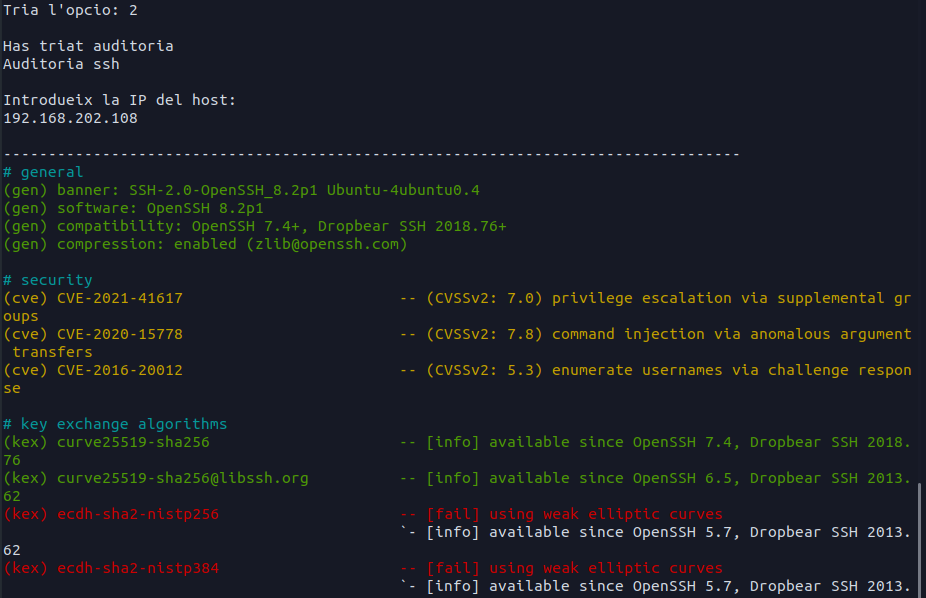 Tria l'opcio: 2
Has triat auditoria
Auditoria ssh
Introdueix la IP del host:
192.168.202.108
----------------------------------------------------------------------------------
# general
(gen) banner: SSH-2.0-OpenSSH_8.2p1 Ubuntu-4ubuntu0.4
(gen) software: OpenSSH 8.2p1
(gen) compatibility: OpenSSH 7.4+, Dropbear SSH 2018.76+
(gen) compression: enabled (zlib@openssh.com)
# security
(cve) CVE-2021-41617                        -- (CVSSv2: 7.0) privilege escalation via supplemental gr
oups
(cve) CVE-2020-15778                        -- (CVSSv2: 7.8) command injection via anomalous argument
 transfers
(cve) CVE-2016-20012                        -- (CVSSv2: 5.3) enumerate usernames via challenge respon
se
# key exchange algorithms
(kex) curve25519-sha256                     -- [info] available since OpenSSH 7.4, Dropbear SSH 2018.
76
(kex) curve25519-sha256@libssh.org          -- [info] available since OpenSSH 6.5, Dropbear SSH 2013.
62
(kex) ecdh-sha2-nistp256                    -- [fail] using weak elliptic curves
                                            `- [info] available since OpenSSH 5.7, Dropbear SSH 2013.
62
(kex) ecdh-sha2-nistp384                    -- [fail] using weak elliptic curves
                                            `- [info] available since OpenSSH 5.7, Dropbear SSH 2013.